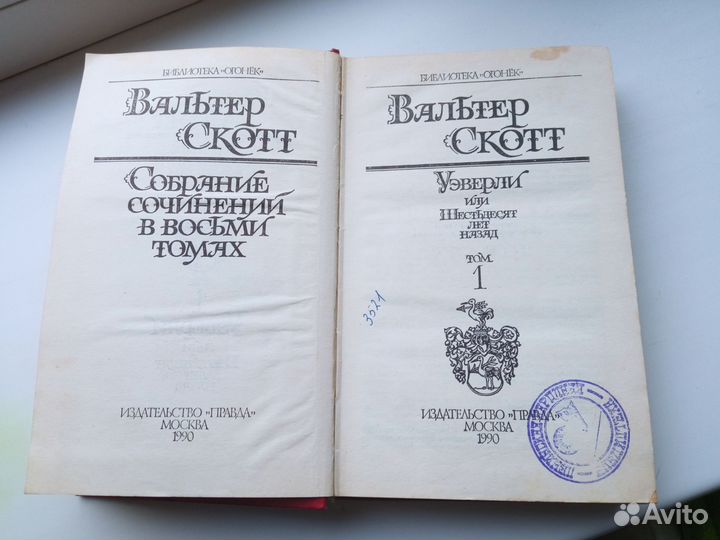 БИБЛИОТЕКА »ОГОНЁК»
ВАЛЬТЕР
СКОТТ
СОБРАНИЕ
СОЧИНЕНИЙ
В ВОСЬМИ
ТОМАХ
ИЗДАТЕЛЬСТВО »ПРАВДА»
МОСКВА
1990
БИБЛИОТЕКА »ОГОНЁК»
ВАЛЬТЕР
СКОТТ
УЭВЕРЛИ
ИЛИ
ШЕСТЬДЕСЯТ
ЛЕТ
НАЗАД
ТОМ
1
3521
ИЗДАТЕЛЬСТВО »ПРАВДА»
МОСКВА
1990
Avito